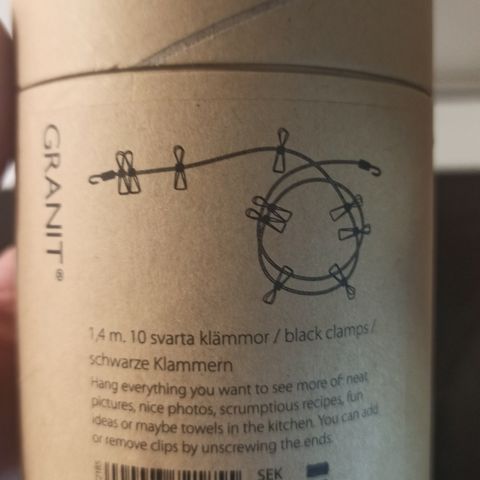 GRANIT®
1,4 m. 10 svarta klämmor / black clamps /
schwarze Klammern
Hang everything you want to see more of: neat
pictures, nice photos, scrumptious recipes, fun
ideas or maybe towels in the kitchen. You can add
or remove clips by unscrewing the ends.
SEK